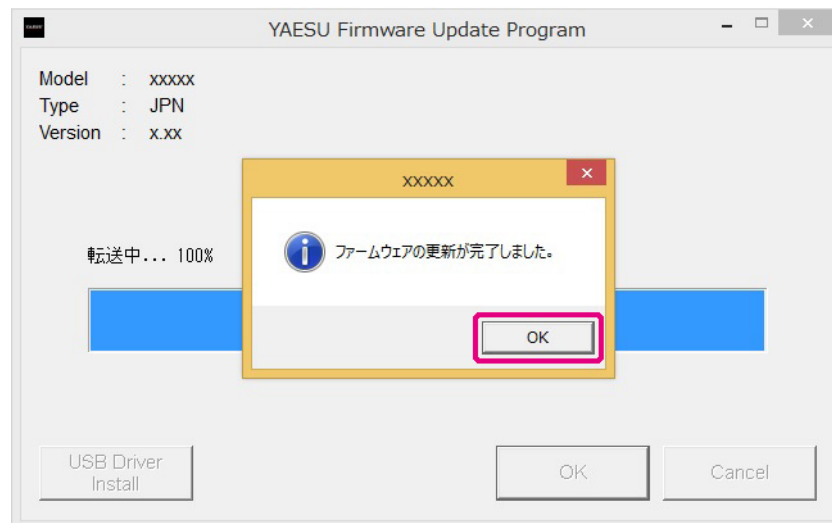 YAESU Firmware Update Program
Model : xxxxx
Type : JPN
Version : x.xx
xxxxx
転送中... 100%
ファームウェアの更新が完了しました。
OK
USB Driver
Install
OK
Cancel